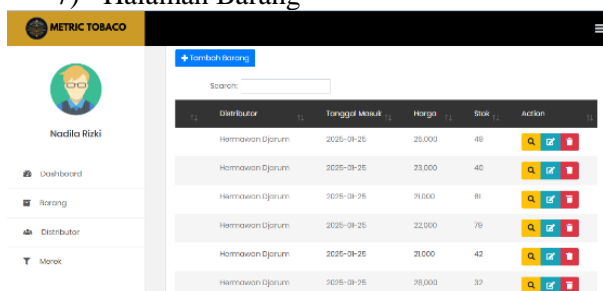 7) Halaman Barang
METRIC TOBACO
+ Tambah Barang
Search:
Distributor Tanggal Masuk Harga Stok Action
Nadila Rizki
Hermawan Djarum 2025-01-25 25,000 48
Dashboard
Hermawan Djarum 2025-01-25 23,000 40
Barang
Hermawan Djarum 2025-01-25 21,000 81
Distributor
Hermawan Djarum 2025-01-25 22,000 79
Merek
Hermawan Djarum 2025-01-25 21,000 42
Hermawan Djarum 2025-01-25 28,000 32